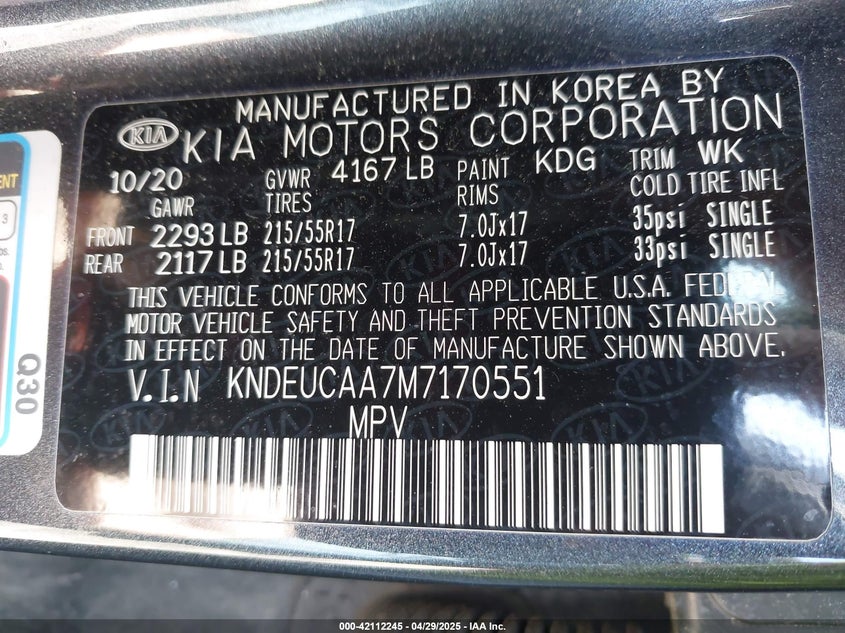 MANUFACTURED IN KOREA BY
KIA KIA MOTORS CORPORATION
10/20 GVWR 4167 LB PAINT KDG TRIM WK
GAWR TIRES RIMS COLD TIRE INFL
FRONT 2293 LB 215/55R17 7.0Jx17 35psi SINGLE
REAR 2117 LB 215/55R17 7.0Jx17 33psi SINGLE
THIS VEHICLE CONFORMS TO ALL APPLICABLE U.S.A. FEDERAL
MOTOR VEHICLE SAFETY AND THEFT PREVENTION STANDARDS
IN EFFECT ON THE DATE OF MANUFACTURE SHOWN ABOVE.
V.I.N KNDEUCAA7M7170551
MPV
Q30
000-42112245 | 04/29/2025 | IAA Inc.